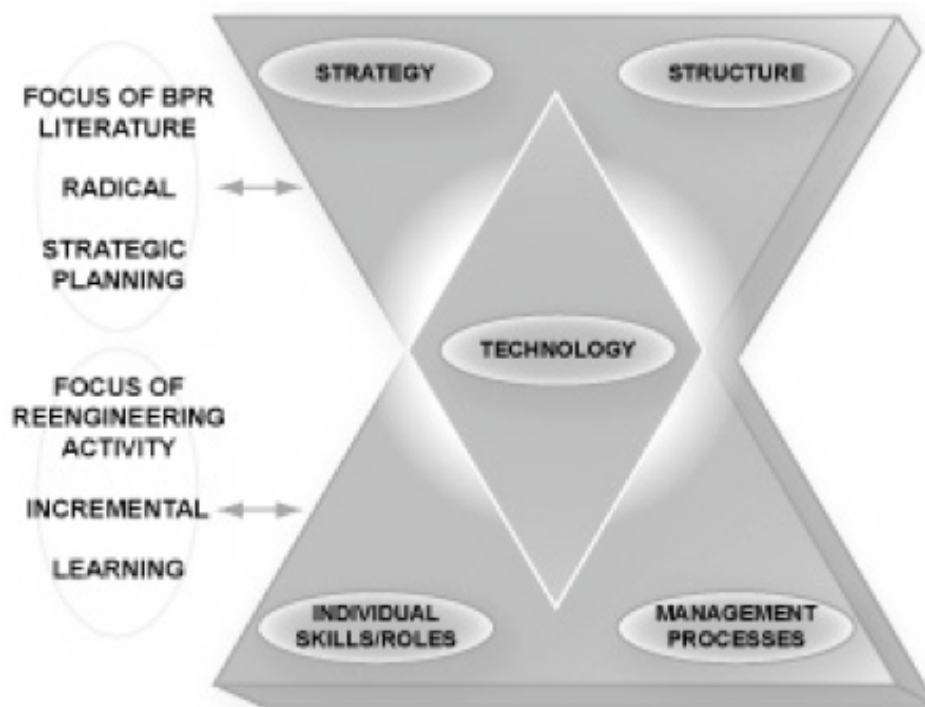 STRATEGY
STRUCTURE
FOCUS OF BPR
LITERATURE
RADICAL
STRATEGIC
PLANNING
TECHNOLOGY
FOCUS OF
REENGINEERING
ACTIVITY
INCREMENTAL
LEARNING
INDIVIDUAL
SKILLS/ROLES
MANAGEMENT
PROCESSES